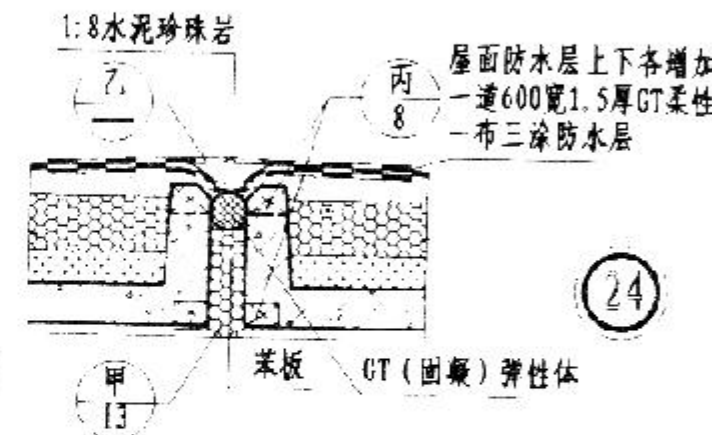 1:8水泥珍珠岩
乙
丙
8
屋面防水层上下各增加
一道600宽1.5厚GT柔性
一布三涂防水层
24
苯板
GT(固凝)弹性体
甲
13